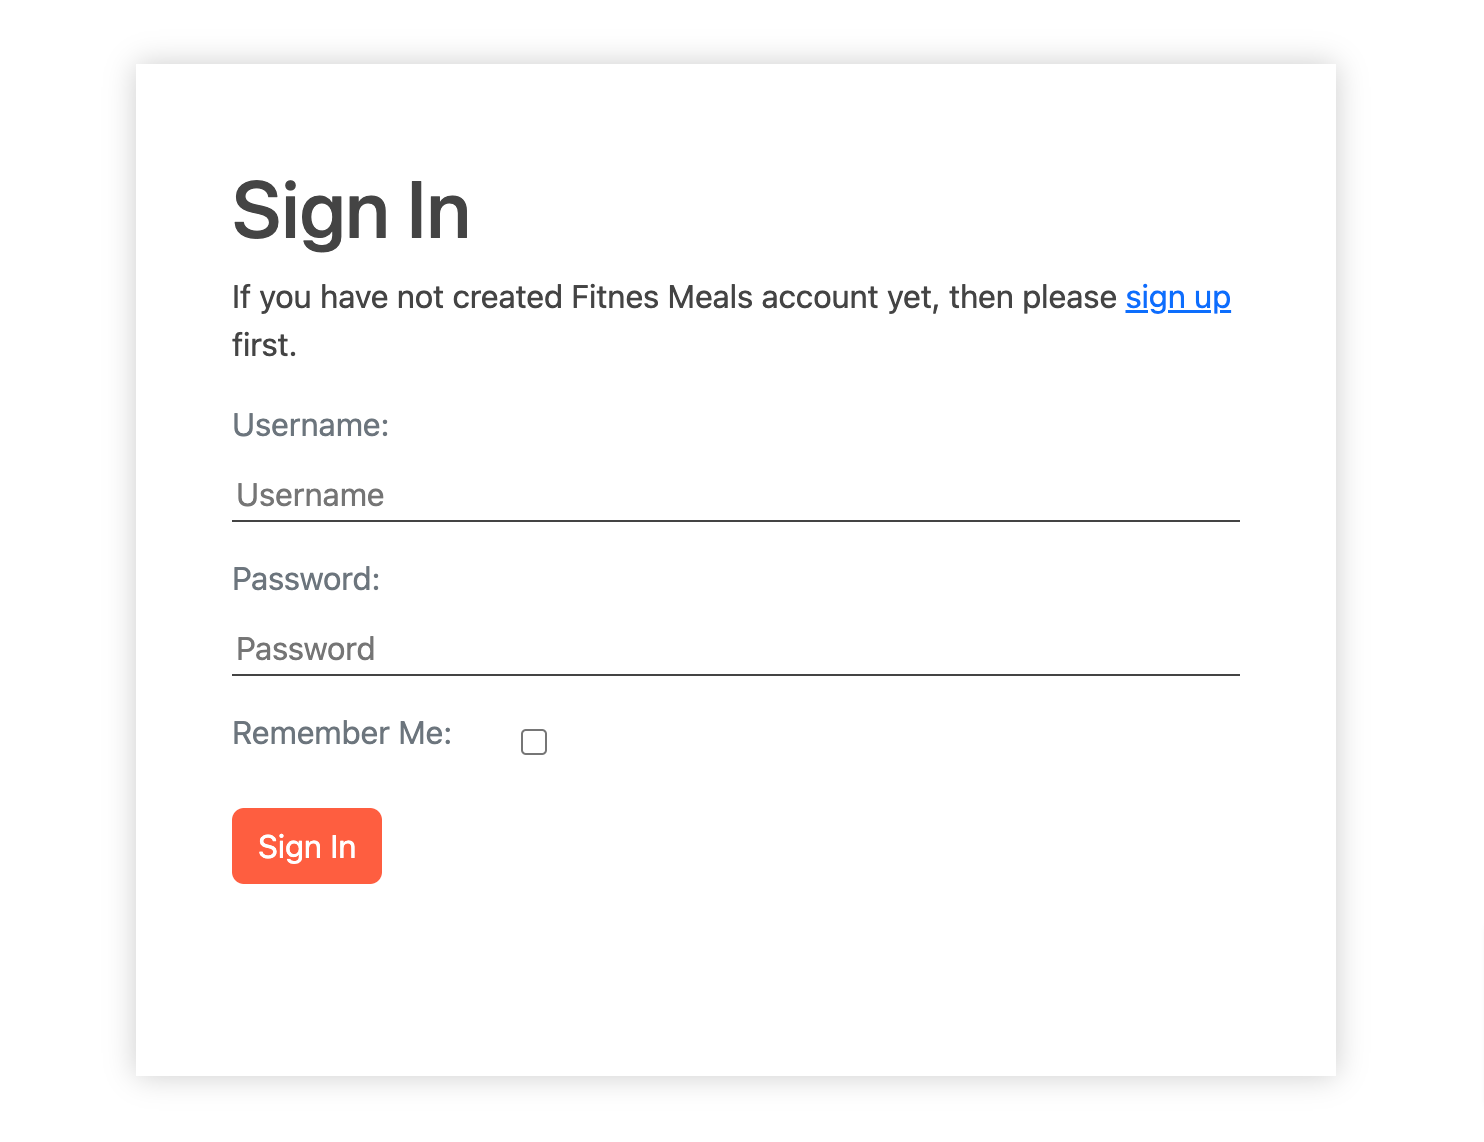 Sign In
If you have not created Fitnes Meals account yet, then please sign up
first.
Username:
Username
Password:
Password
Remember Me:
Sign In